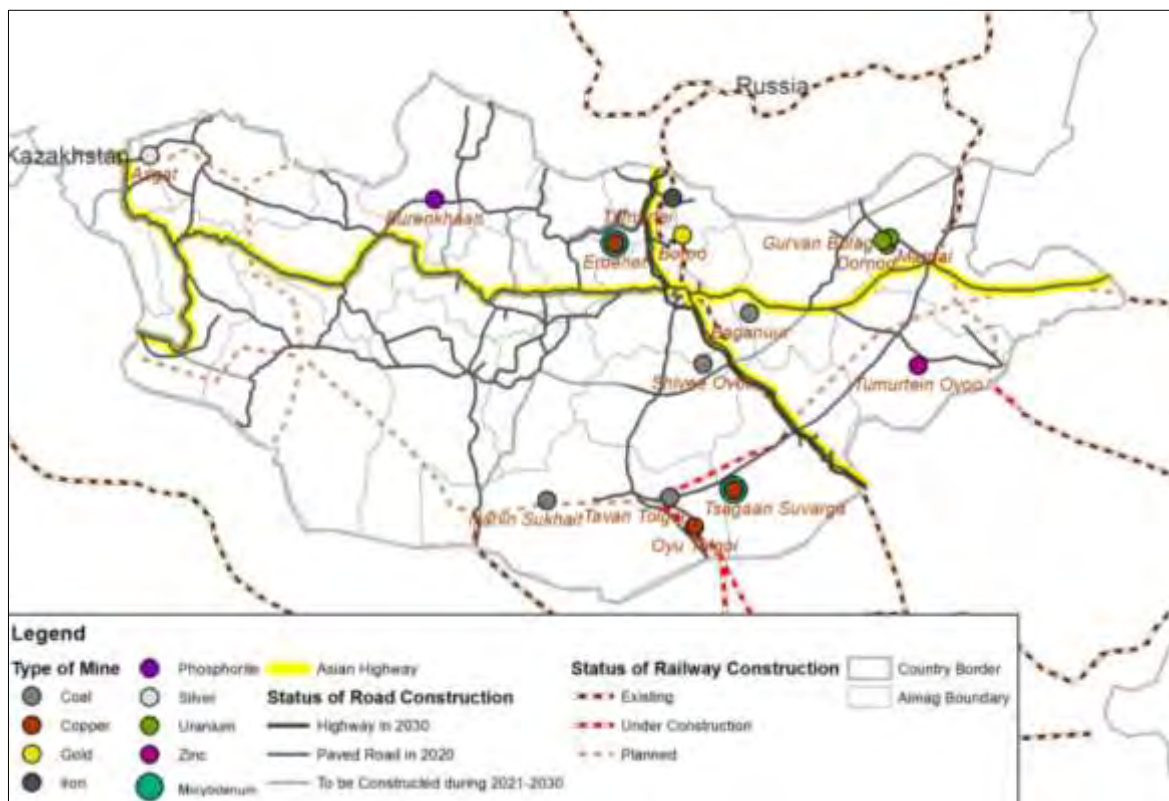 Russia
Kazakhstan
Asgat
Burenkhaan
Tumurtei
Erdenet
Boroo
Gurvan Bulag
Mardai
Dornod
Baganuur
Shivee Ovoo
Tumurtein Ovoo
Nariin Sukhait
Tavan Tolgoi
Tsagaan Suvarga
Oyu Tolgoi
Legend
Type of Mine
Coal
Copper
Gold
Iron
Phosphorite
Silver
Uranium
Zinc
Molybdenum
Asian Highway
Status of Road Construction
Highway in 2030
Paved Road in 2020
To be Constructed during 2021-2030
Status of Railway Construction
Existing
Under Construction
Planned
Country Border
Aimag Boundary